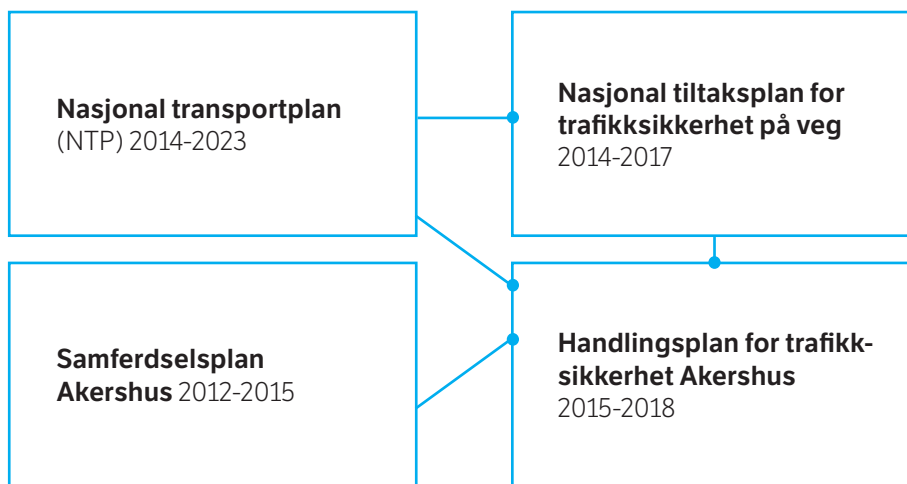 Nasjonal transportplan
(NTP) 2014-2023
Nasjonal tiltaksplan for
trafikksikkerhet på veg
2014-2017
Samferdselsplan
Akershus 2012-2015
Handlingsplan for trafikk-
sikkerhet Akershus
2015-2018